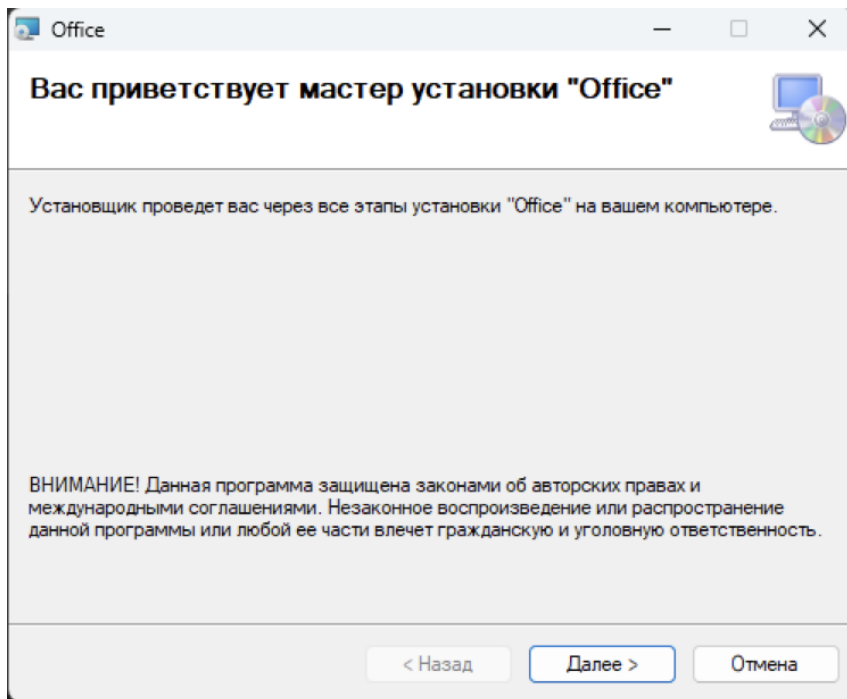 Office
Вас приветствует мастер установки "Office"
Установщик проведет вас через все этапы установки "Office" на вашем компьютере.
ВНИМАНИЕ! Данная программа защищена законами об авторских правах и
международными соглашениями. Незаконное воспроизведение или распространение
данной программы или любой ее части влечет гражданскую и уголовную ответственность.
< Назад
Далее >
Отмена